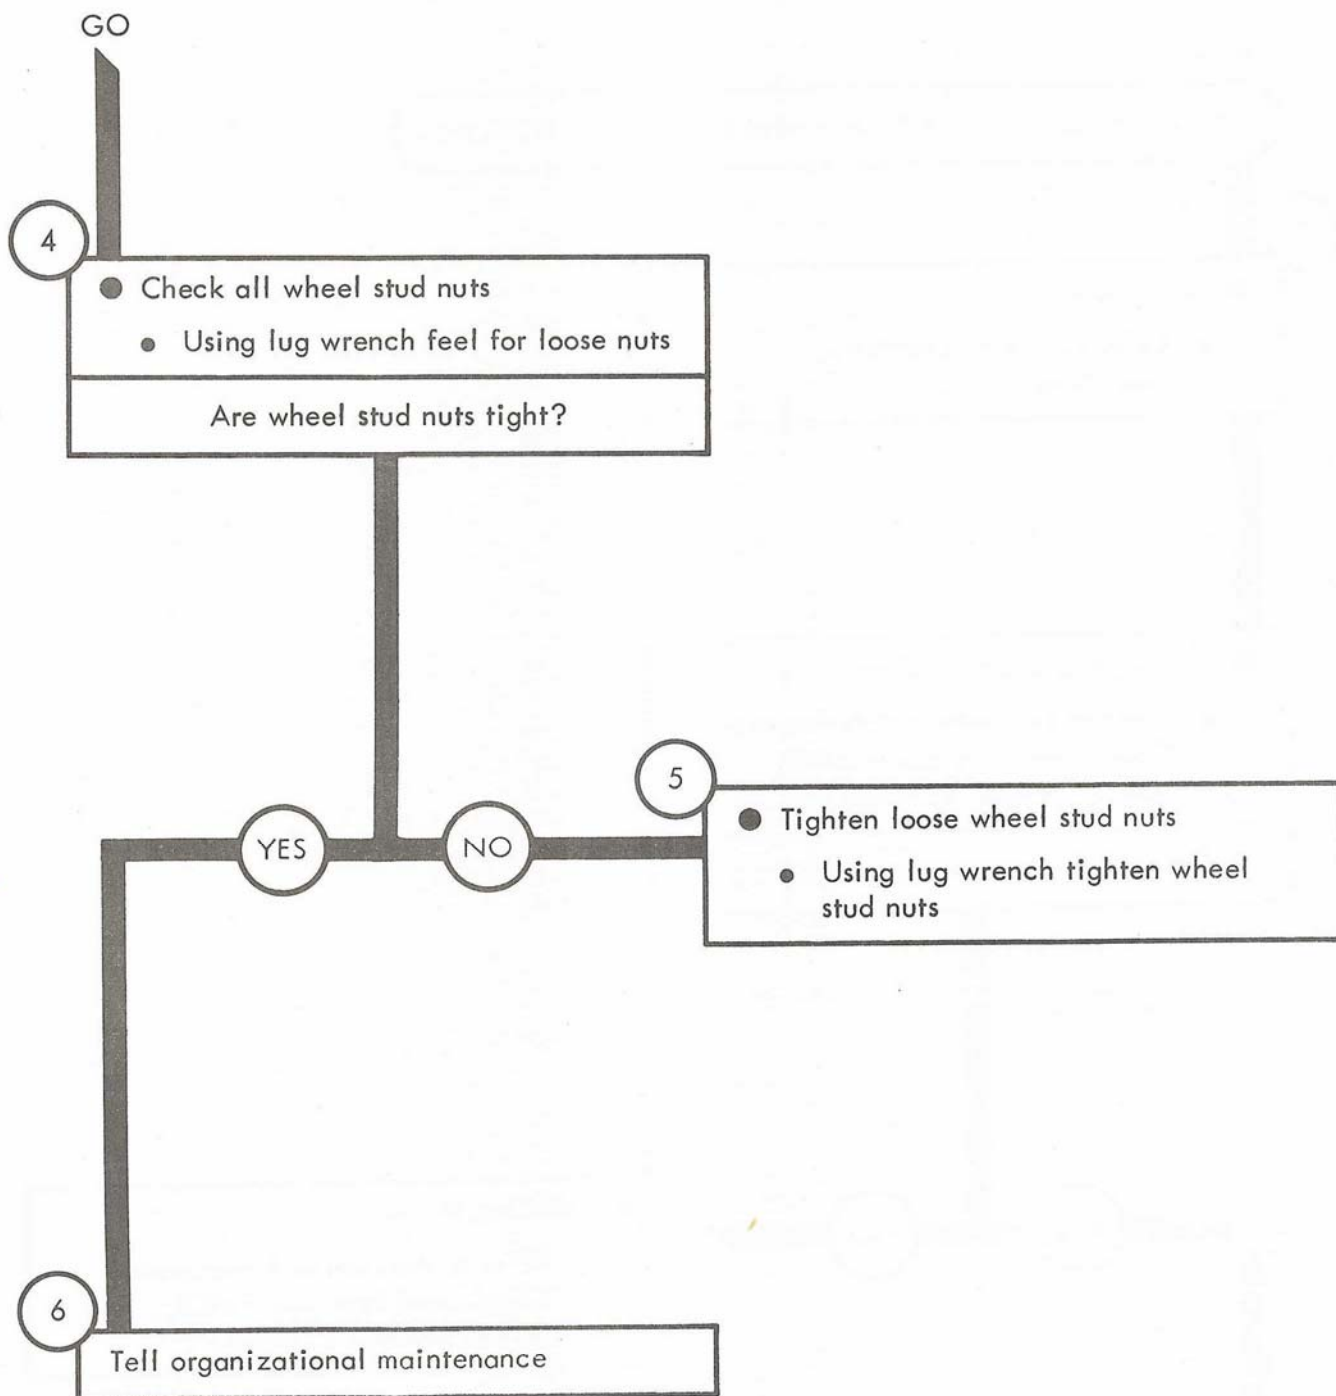 GO
4
● Check all wheel stud nuts
● Using lug wrench feel for loose nuts
Are wheel stud nuts tight?
5
● Tighten loose wheel stud nuts
● Using lug wrench tighten wheel
stud nuts
YES
NO
6
Tell organizational maintenance